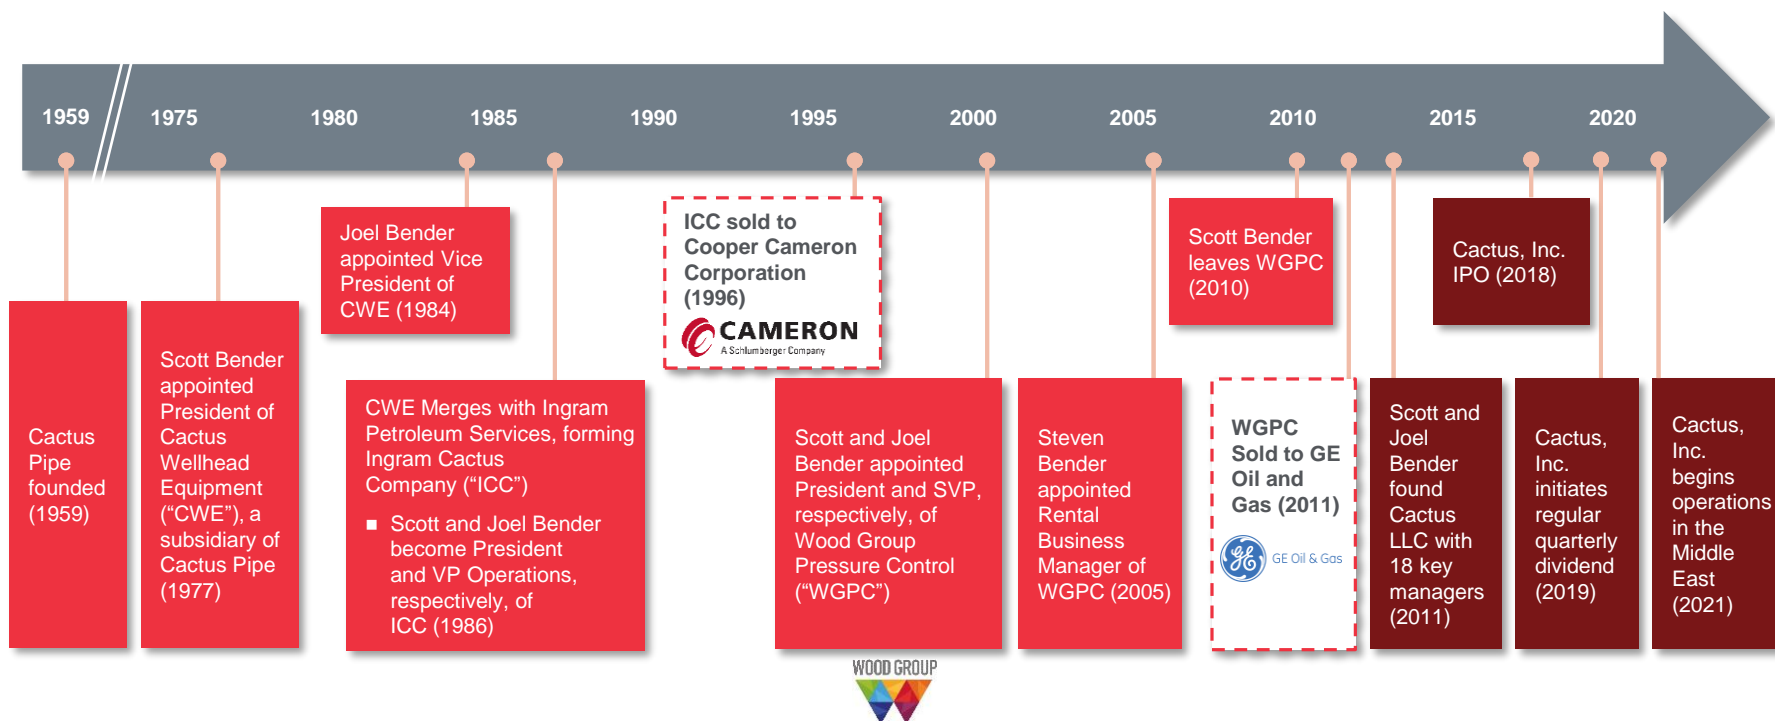 1959
1975
1980
1985
1990
1995
2000
2005
2010
2015
2020
Cactus
Pipe
founded
(1959)
Scott Bender
appointed
President of
Cactus
Wellhead
Equipment
(“CWE”), a
subsidiary of
Cactus Pipe
(1977)
Joel Bender
appointed Vice
President of
CWE (1984)
CWE Merges with Ingram
Petroleum Services, forming
Ingram Cactus
Company (“ICC”)
■ Scott and Joel Bender
become President
and VP Operations,
respectively, of
ICC (1986)
ICC sold to
Cooper Cameron
Corporation
(1996)
CAMERON
A Schlumberger Company
Scott and Joel
Bender appointed
President and SVP,
respectively, of
Wood Group
Pressure Control
(“WGPC”)
WOOD GROUP
Steven
Bender
appointed
Rental
Business
Manager of
WGPC (2005)
Scott Bender
leaves WGPC
(2010)
WGPC
Sold to GE
Oil and
Gas (2011)
GE
GE Oil & Gas
Scott and
Joel
Bender
found
Cactus
LLC with
18 key
managers
(2011)
Cactus, Inc.
IPO (2018)
Cactus,
Inc.
initiates
regular
quarterly
dividend
(2019)
Cactus,
Inc.
begins
operations
in the
Middle
East
(2021)